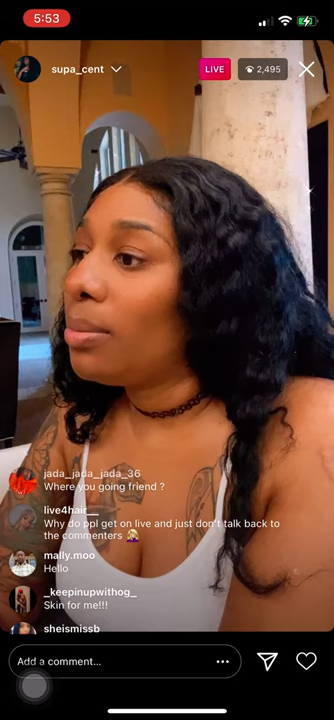 5:53
supa_cent
LIVE
2,495
jada_jada_jada_36
Where you going friend ?
live4hair__
Why do ppl get on live and just don't talk back to
the commenters 🤦🏼‍♀️
mally.moo
Hello
_keepinupwithog_
Skin for me!!!
sheismissb
Add a comment...